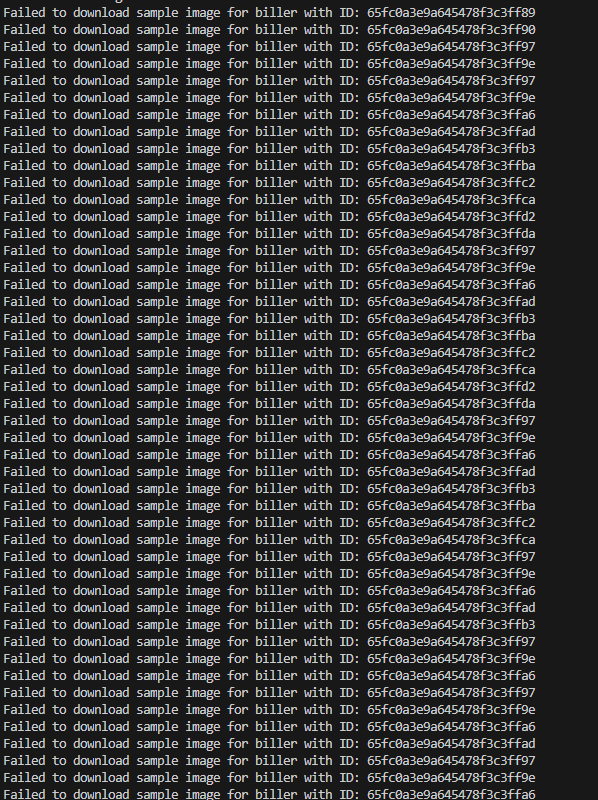 Failed to download sample image for biller with ID: 65fc0a3e9a645478f3c3ff89
Failed to download sample image for biller with ID: 65fc0a3e9a645478f3c3ff90
Failed to download sample image for biller with ID: 65fc0a3e9a645478f3c3ff97
Failed to download sample image for biller with ID: 65fc0a3e9a645478f3c3ff9e
Failed to download sample image for biller with ID: 65fc0a3e9a645478f3c3ff97
Failed to download sample image for biller with ID: 65fc0a3e9a645478f3c3ff9e
Failed to download sample image for biller with ID: 65fc0a3e9a645478f3c3ffa6
Failed to download sample image for biller with ID: 65fc0a3e9a645478f3c3ffad
Failed to download sample image for biller with ID: 65fc0a3e9a645478f3c3ffb3
Failed to download sample image for biller with ID: 65fc0a3e9a645478f3c3ffba
Failed to download sample image for biller with ID: 65fc0a3e9a645478f3c3ffc2
Failed to download sample image for biller with ID: 65fc0a3e9a645478f3c3ffca
Failed to download sample image for biller with ID: 65fc0a3e9a645478f3c3ffd2
Failed to download sample image for biller with ID: 65fc0a3e9a645478f3c3ffda
Failed to download sample image for biller with ID: 65fc0a3e9a645478f3c3ff97
Failed to download sample image for biller with ID: 65fc0a3e9a645478f3c3ff9e
Failed to download sample image for biller with ID: 65fc0a3e9a645478f3c3ffa6
Failed to download sample image for biller with ID: 65fc0a3e9a645478f3c3ffad
Failed to download sample image for biller with ID: 65fc0a3e9a645478f3c3ffb3
Failed to download sample image for biller with ID: 65fc0a3e9a645478f3c3ffba
Failed to download sample image for biller with ID: 65fc0a3e9a645478f3c3ffc2
Failed to download sample image for biller with ID: 65fc0a3e9a645478f3c3ffca
Failed to download sample image for biller with ID: 65fc0a3e9a645478f3c3ffd2
Failed to download sample image for biller with ID: 65fc0a3e9a645478f3c3ffda
Failed to download sample image for biller with ID: 65fc0a3e9a645478f3c3ff97
Failed to download sample image for biller with ID: 65fc0a3e9a645478f3c3ff9e
Failed to download sample image for biller with ID: 65fc0a3e9a645478f3c3ffa6
Failed to download sample image for biller with ID: 65fc0a3e9a645478f3c3ffad
Failed to download sample image for biller with ID: 65fc0a3e9a645478f3c3ffb3
Failed to download sample image for biller with ID: 65fc0a3e9a645478f3c3ffba
Failed to download sample image for biller with ID: 65fc0a3e9a645478f3c3ffc2
Failed to download sample image for biller with ID: 65fc0a3e9a645478f3c3ffca
Failed to download sample image for biller with ID: 65fc0a3e9a645478f3c3ff97
Failed to download sample image for biller with ID: 65fc0a3e9a645478f3c3ff9e
Failed to download sample image for biller with ID: 65fc0a3e9a645478f3c3ffa6
Failed to download sample image for biller with ID: 65fc0a3e9a645478f3c3ffad
Failed to download sample image for biller with ID: 65fc0a3e9a645478f3c3ffb3
Failed to download sample image for biller with ID: 65fc0a3e9a645478f3c3ff97
Failed to download sample image for biller with ID: 65fc0a3e9a645478f3c3ff9e
Failed to download sample image for biller with ID: 65fc0a3e9a645478f3c3ffa6
Failed to download sample image for biller with ID: 65fc0a3e9a645478f3c3ff97
Failed to download sample image for biller with ID: 65fc0a3e9a645478f3c3ff9e
Failed to download sample image for biller with ID: 65fc0a3e9a645478f3c3ffa6
Failed to download sample image for biller with ID: 65fc0a3e9a645478f3c3ffad
Failed to download sample image for biller with ID: 65fc0a3e9a645478f3c3ff97
Failed to download sample image for biller with ID: 65fc0a3e9a645478f3c3ff9e
Failed to download sample image for biller with ID: 65fc0a3e9a645478f3c3ffa6